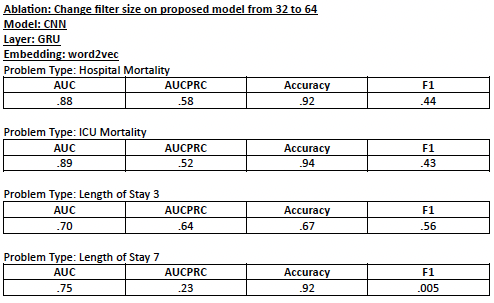 Ablation: Change filter size on proposed model from 32 to 64
Model: CNN
Layer: GRU
Embedding: word2vec
Problem Type: Hospital Mortality
AUC AUCPRC Accuracy F1
.88 .58 .92 .44
Problem Type: ICU Mortality
AUC AUCPRC Accuracy F1
.89 .52 .94 .43
Problem Type: Length of Stay 3
AUC AUCPRC Accuracy F1
.70 .64 .67 .56
Problem Type: Length of Stay 7
AUC AUCPRC Accuracy F1
.75 .23 .92 .005